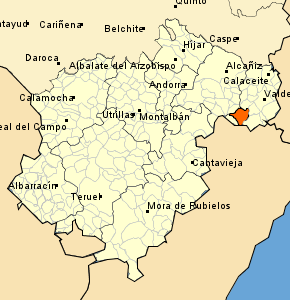 Quinto
atayud
Cariñena
Belchite
Caspe
Híjar
Daroca
Albalate del Arzobispo
Alcañiz
Calaceite
Andorra
Valde
Calamocha
Utrillas
Montalbán
eal del Campo
Cantavieja
Albarracín
Teruel
Mora de Rubielos